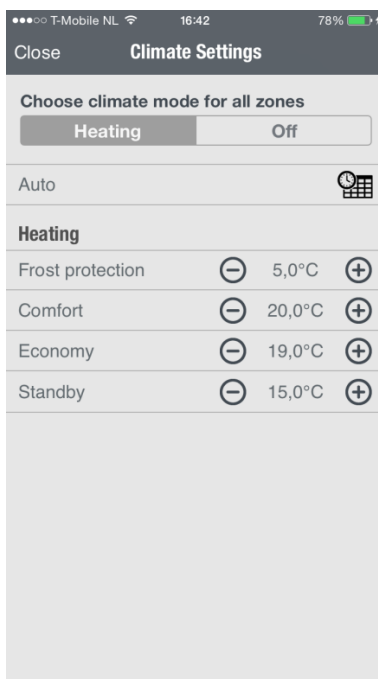 T-Mobile NL 16:42 78%
Close Climate Settings
Choose climate mode for all zones
Heating Off
Auto
Heating
Frost protection 5,0°C
Comfort 20,0°C
Economy 19,0°C
Standby 15,0°C